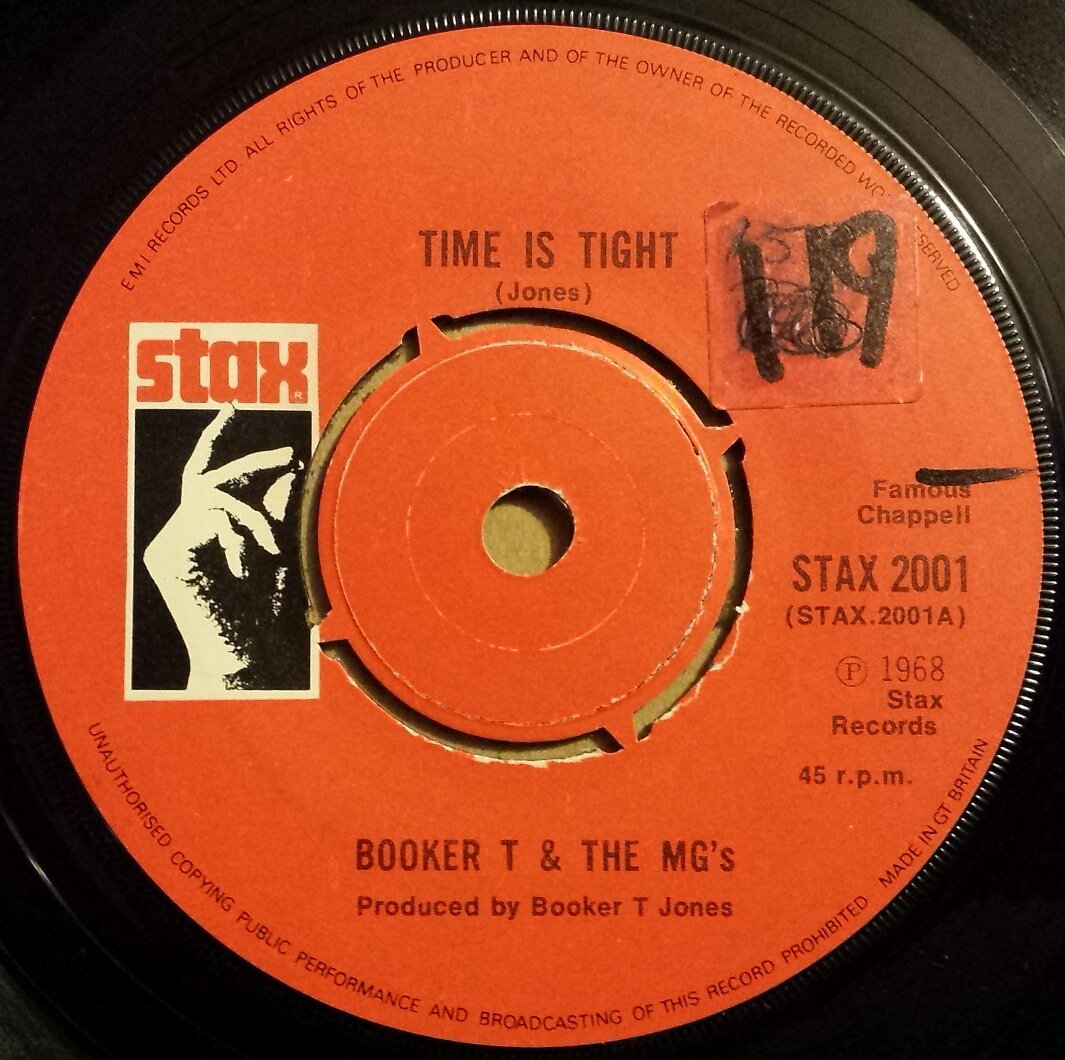 EMI RECORDS LTD. ALL RIGHTS OF THE PRODUCER AND OF THE OWNER OF THE RECORDED
TIME IS TIGHT
(Jones)
119
stax
Famous
Chappell
STAX 2001
(STAX.2001A)
Ⓟ 1968
Stax
Records
45 r.p.m.
BOOKER T & THE MG's
Produced by Booker T Jones
UNAUTHORISED COPYING PUBLIC PERFORMANCE AND BROADCASTING OF THIS RECORD PROHIBITED MADE IN GT BRITAIN